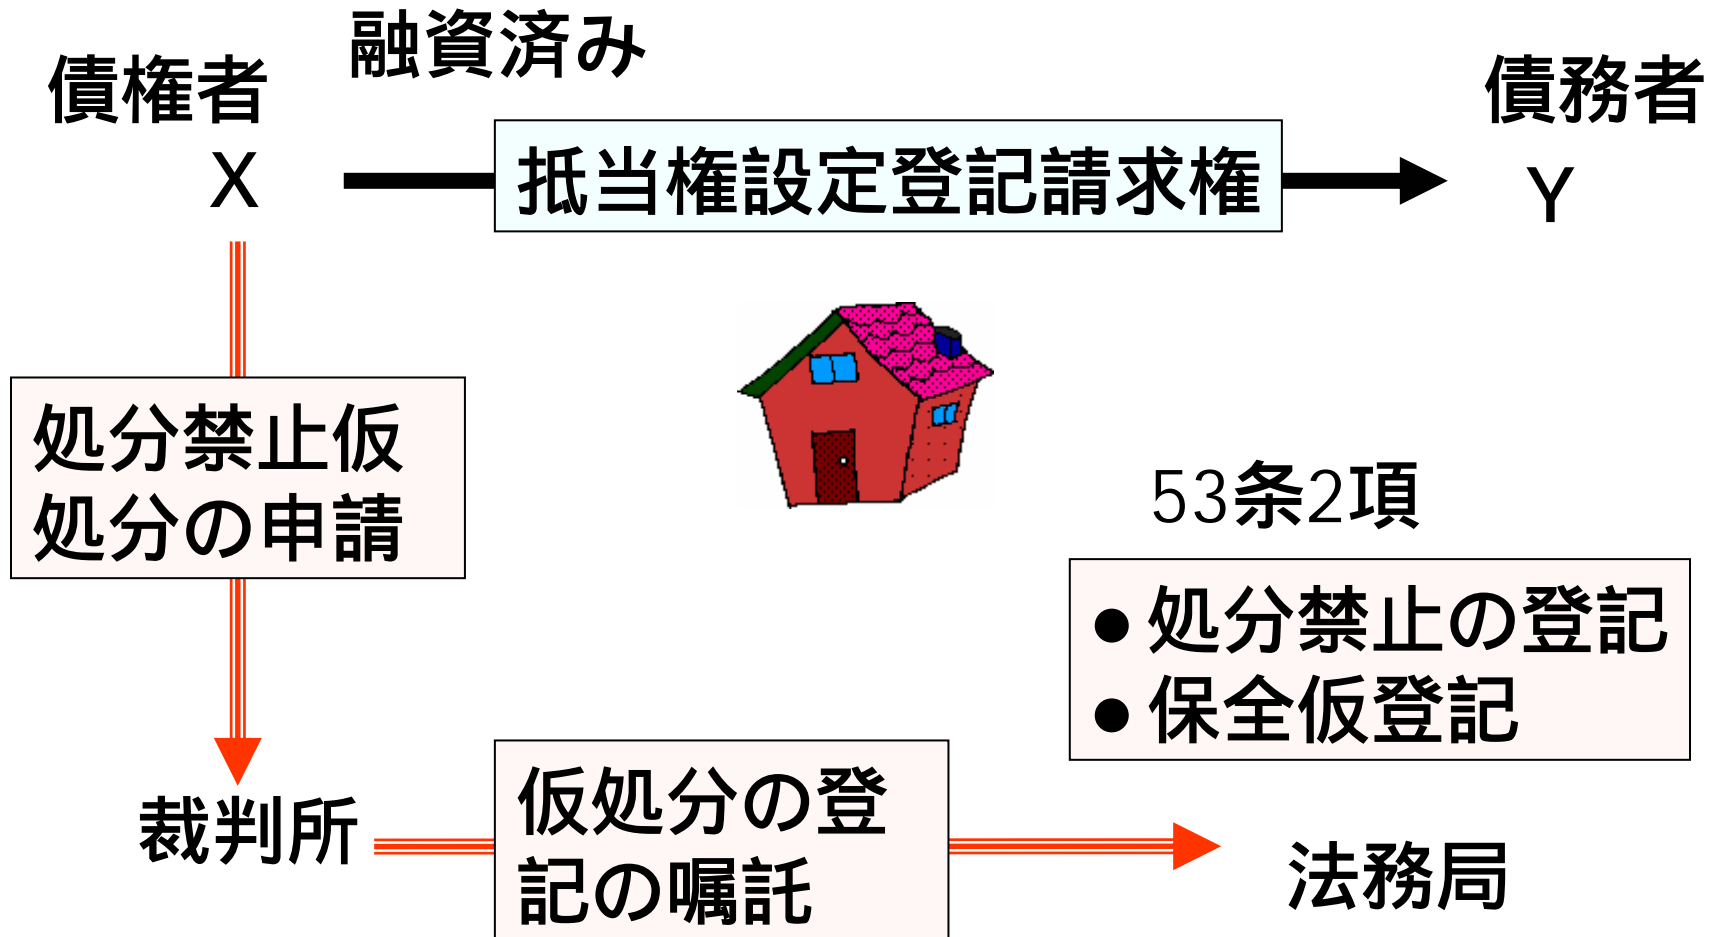 融資済み
債権者
X
抵当権設定登記請求権
債務者
Y
処分禁止仮
処分の申請
53条2項
●処分禁止の登記
●保全仮登記
裁判所
仮処分の登
記の嘱託
法務局